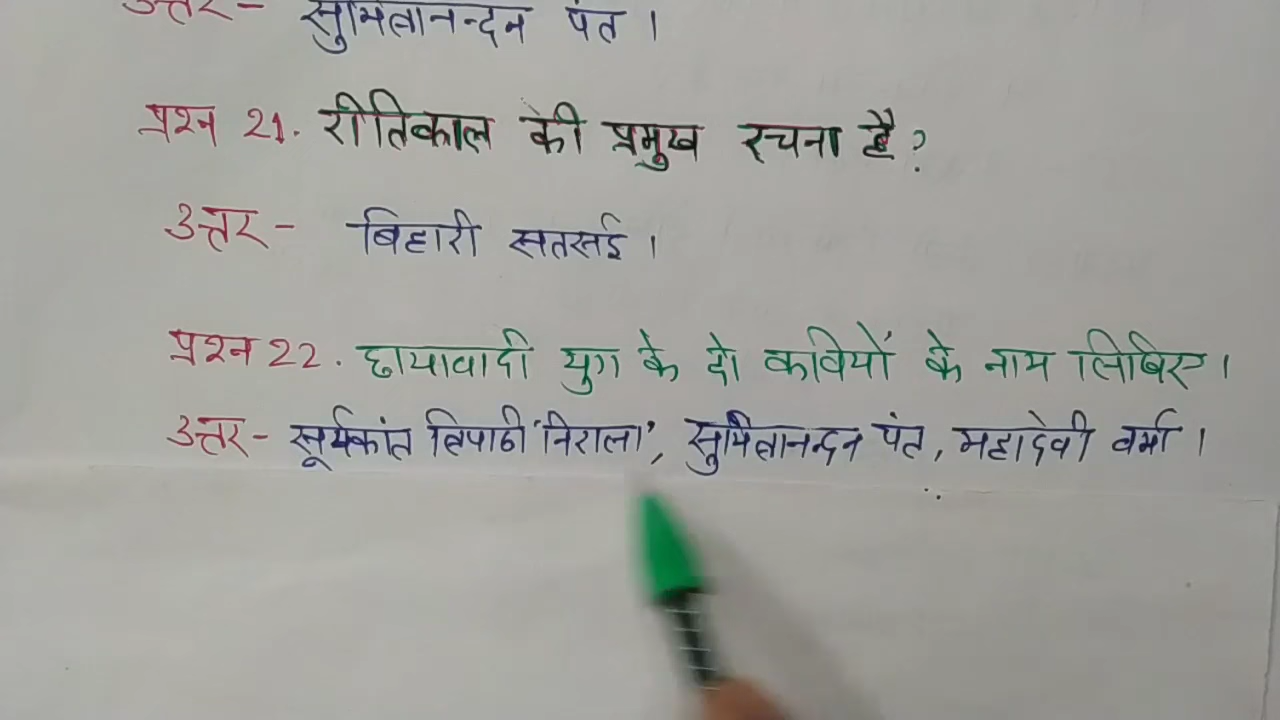 उत्तर - सुमित्रानन्दन पंत ।
प्रश्न 21. रीतिकाल की प्रमुख रचना है ?
उत्तर - बिहारी सतसई ।
प्रश्न 22. छायावादी युग के दो कवियों के नाम लिखिए ।
उत्तर - सूर्यकांत त्रिपाठी 'निराला', सुमित्रानन्दन पंत, महादेवी वर्मा ।